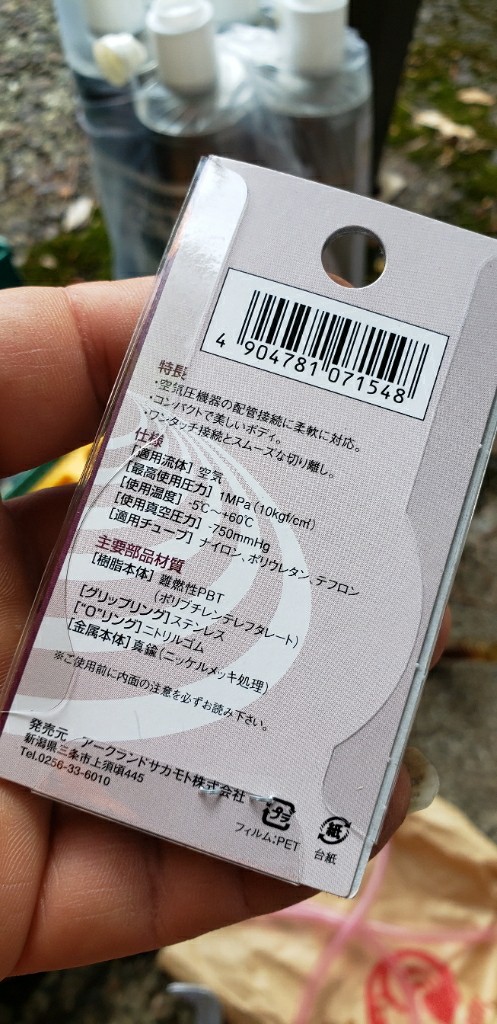 4 904781 071548
特長
・空気圧機器の配管接続に柔軟に対応。
・コンパクトで美しいボディ。
・ワンタッチ接続とスムーズな切り離し。
仕様
[適用流体] 空気
[最高使用圧力] 1MPa(10kgf/c㎡)
[使用温度] -5℃~+60℃
[使用真空圧力] -750mmHg
[適用チューブ] ナイロン、ポリウレタン、テフロン
主要部品材質
[樹脂本体] 難燃性PBT
(ポリブチレンテレフタレート)
[グリップリング] ステンレス
["O"リング] ニトリルゴム
[金属本体] 真鍮(ニッケルメッキ処理)
※ご使用前に内面の注意を必ずお読み下さい。
発売元 アークランドサカモト株式会社
新潟県三条市上須頃445
Tel.0256-33-6010
プラ
フィルム:PET
紙
台紙